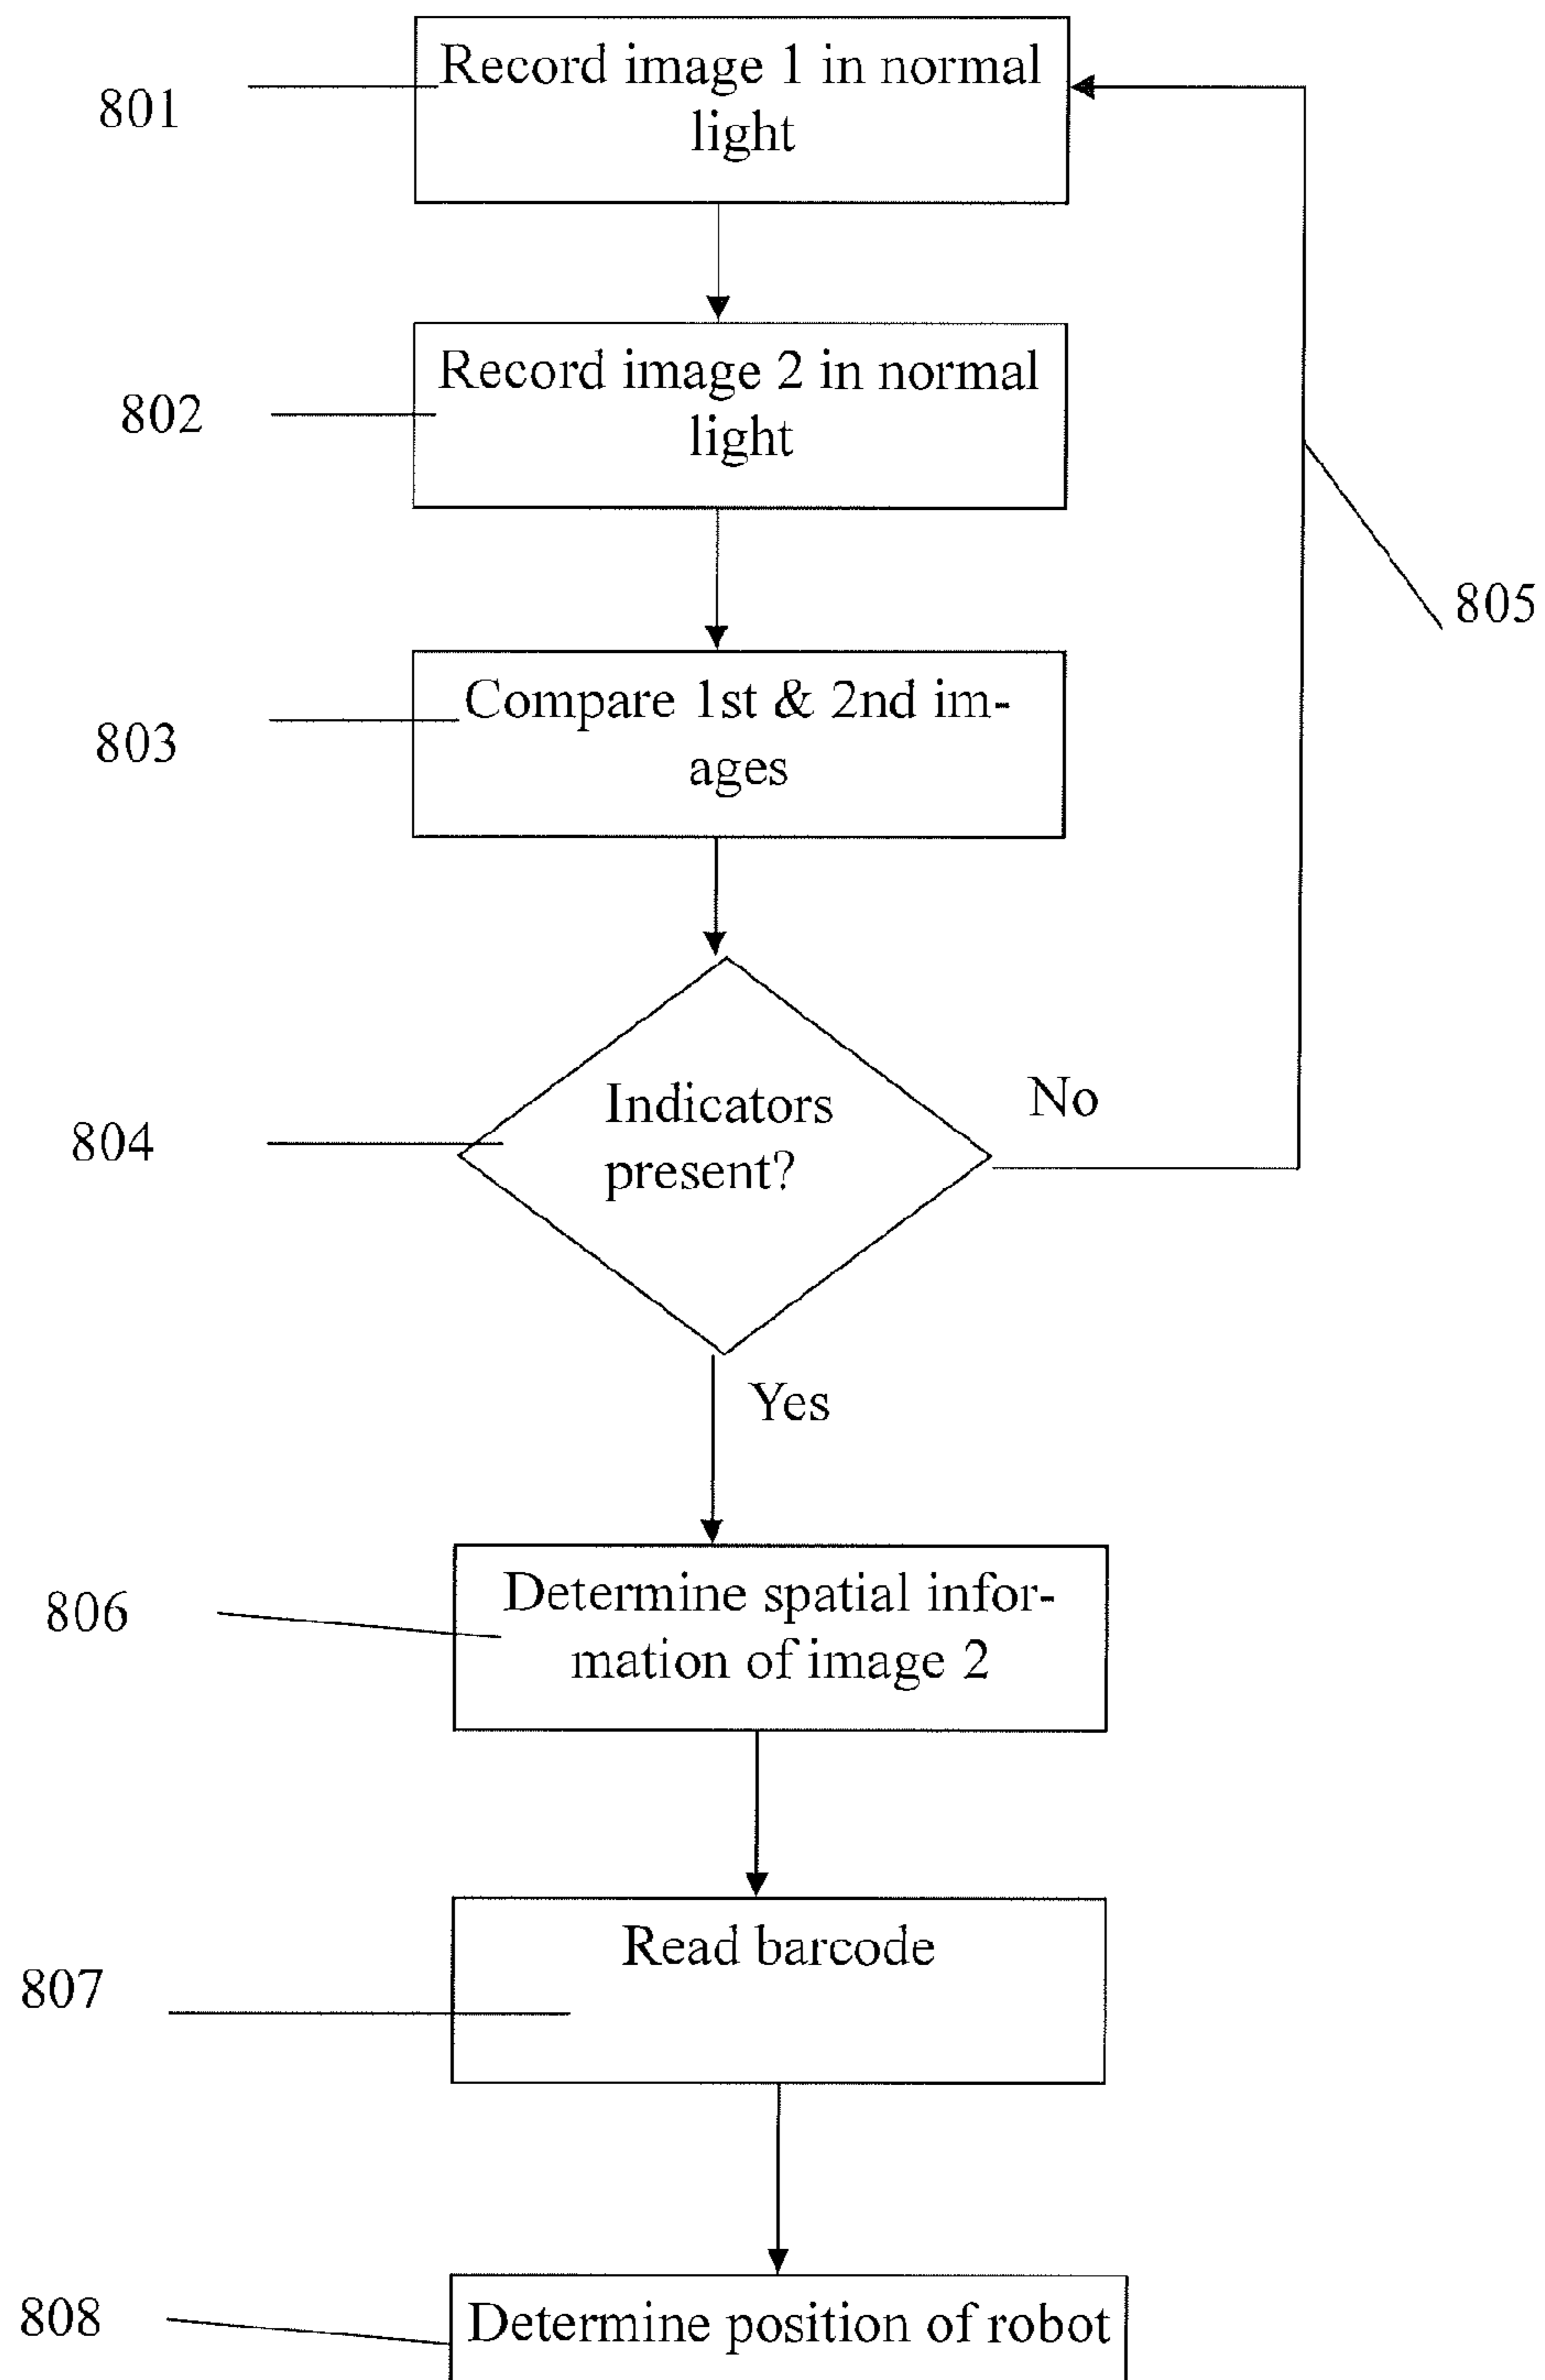 801
Record image 1 in normal
light
802
Record image 2 in normal
light
805
803
Compare 1st & 2nd im-
ages
804
Indicators
present?
No
Yes
806
Determine spatial infor-
mation of image 2
807
Read barcode
808
Determine position of robot